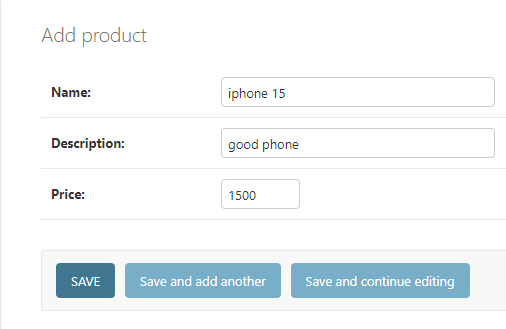 Add product
Name: iphone 15
Description: good phone
Price: 1500
SAVE Save and add another Save and continue editing